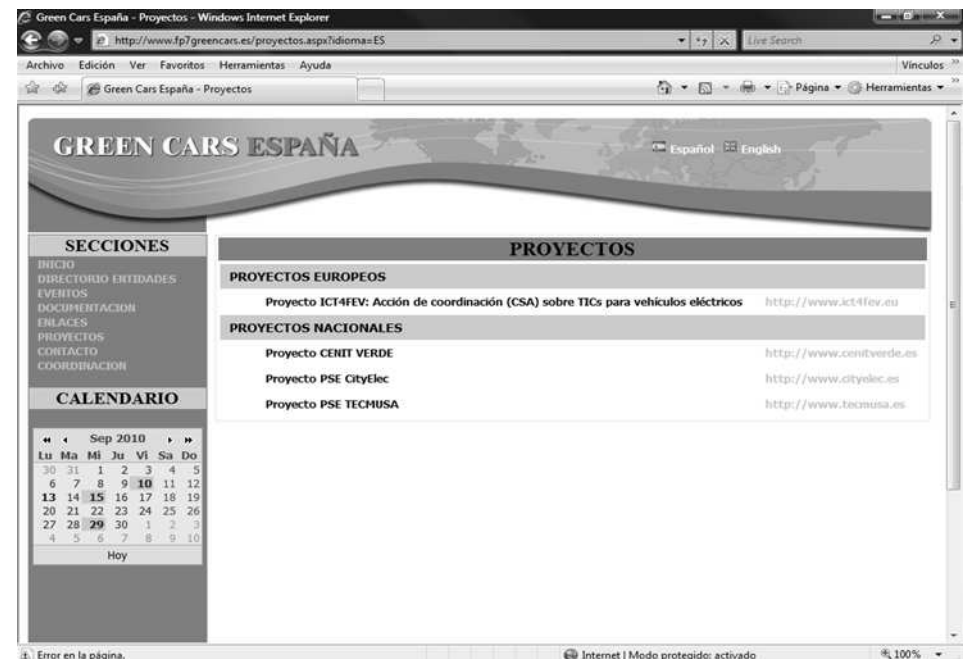 Green Cars España - Proyectos - Windows Internet Explorer
http://www.fp7greencars.es/proyectos.aspx?idioma=ES
Live Search
Archivo Edición Ver Favoritos Herramientas Ayuda
Vínculos
Green Cars España - Proyectos
Página Herramientas
GREEN CARS ESPAÑA
Español English
SECCIONES
INICIO
DIRECTORIO ENTIDADES
EVENTOS
DOCUMENTACION
ENLACES
PROYECTOS
CONTACTO
COORDINACION
CALENDARIO
Sep 2010
Lu Ma Mi Ju Vi Sa Do
30 31 1 2 3 4 5
6 7 8 9 10 11 12
13 14 15 16 17 18 19
20 21 22 23 24 25 26
27 28 29 30 1 2 3
4 5 6 7 8 9 10
Hoy
PROYECTOS
PROYECTOS EUROPEOS
Proyecto ICT4FEV: Acción de coordinación (CSA) sobre TICs para vehículos eléctricos http://www.ict4fev.eu
PROYECTOS NACIONALES
Proyecto CENIT VERDE http://www.cenitverde.es
Proyecto PSE CityElec http://www.cityelec.es
Proyecto PSE TECMUSA http://www.tecmusa.es
Error en la página.
Internet | Modo protegido: activado
100%